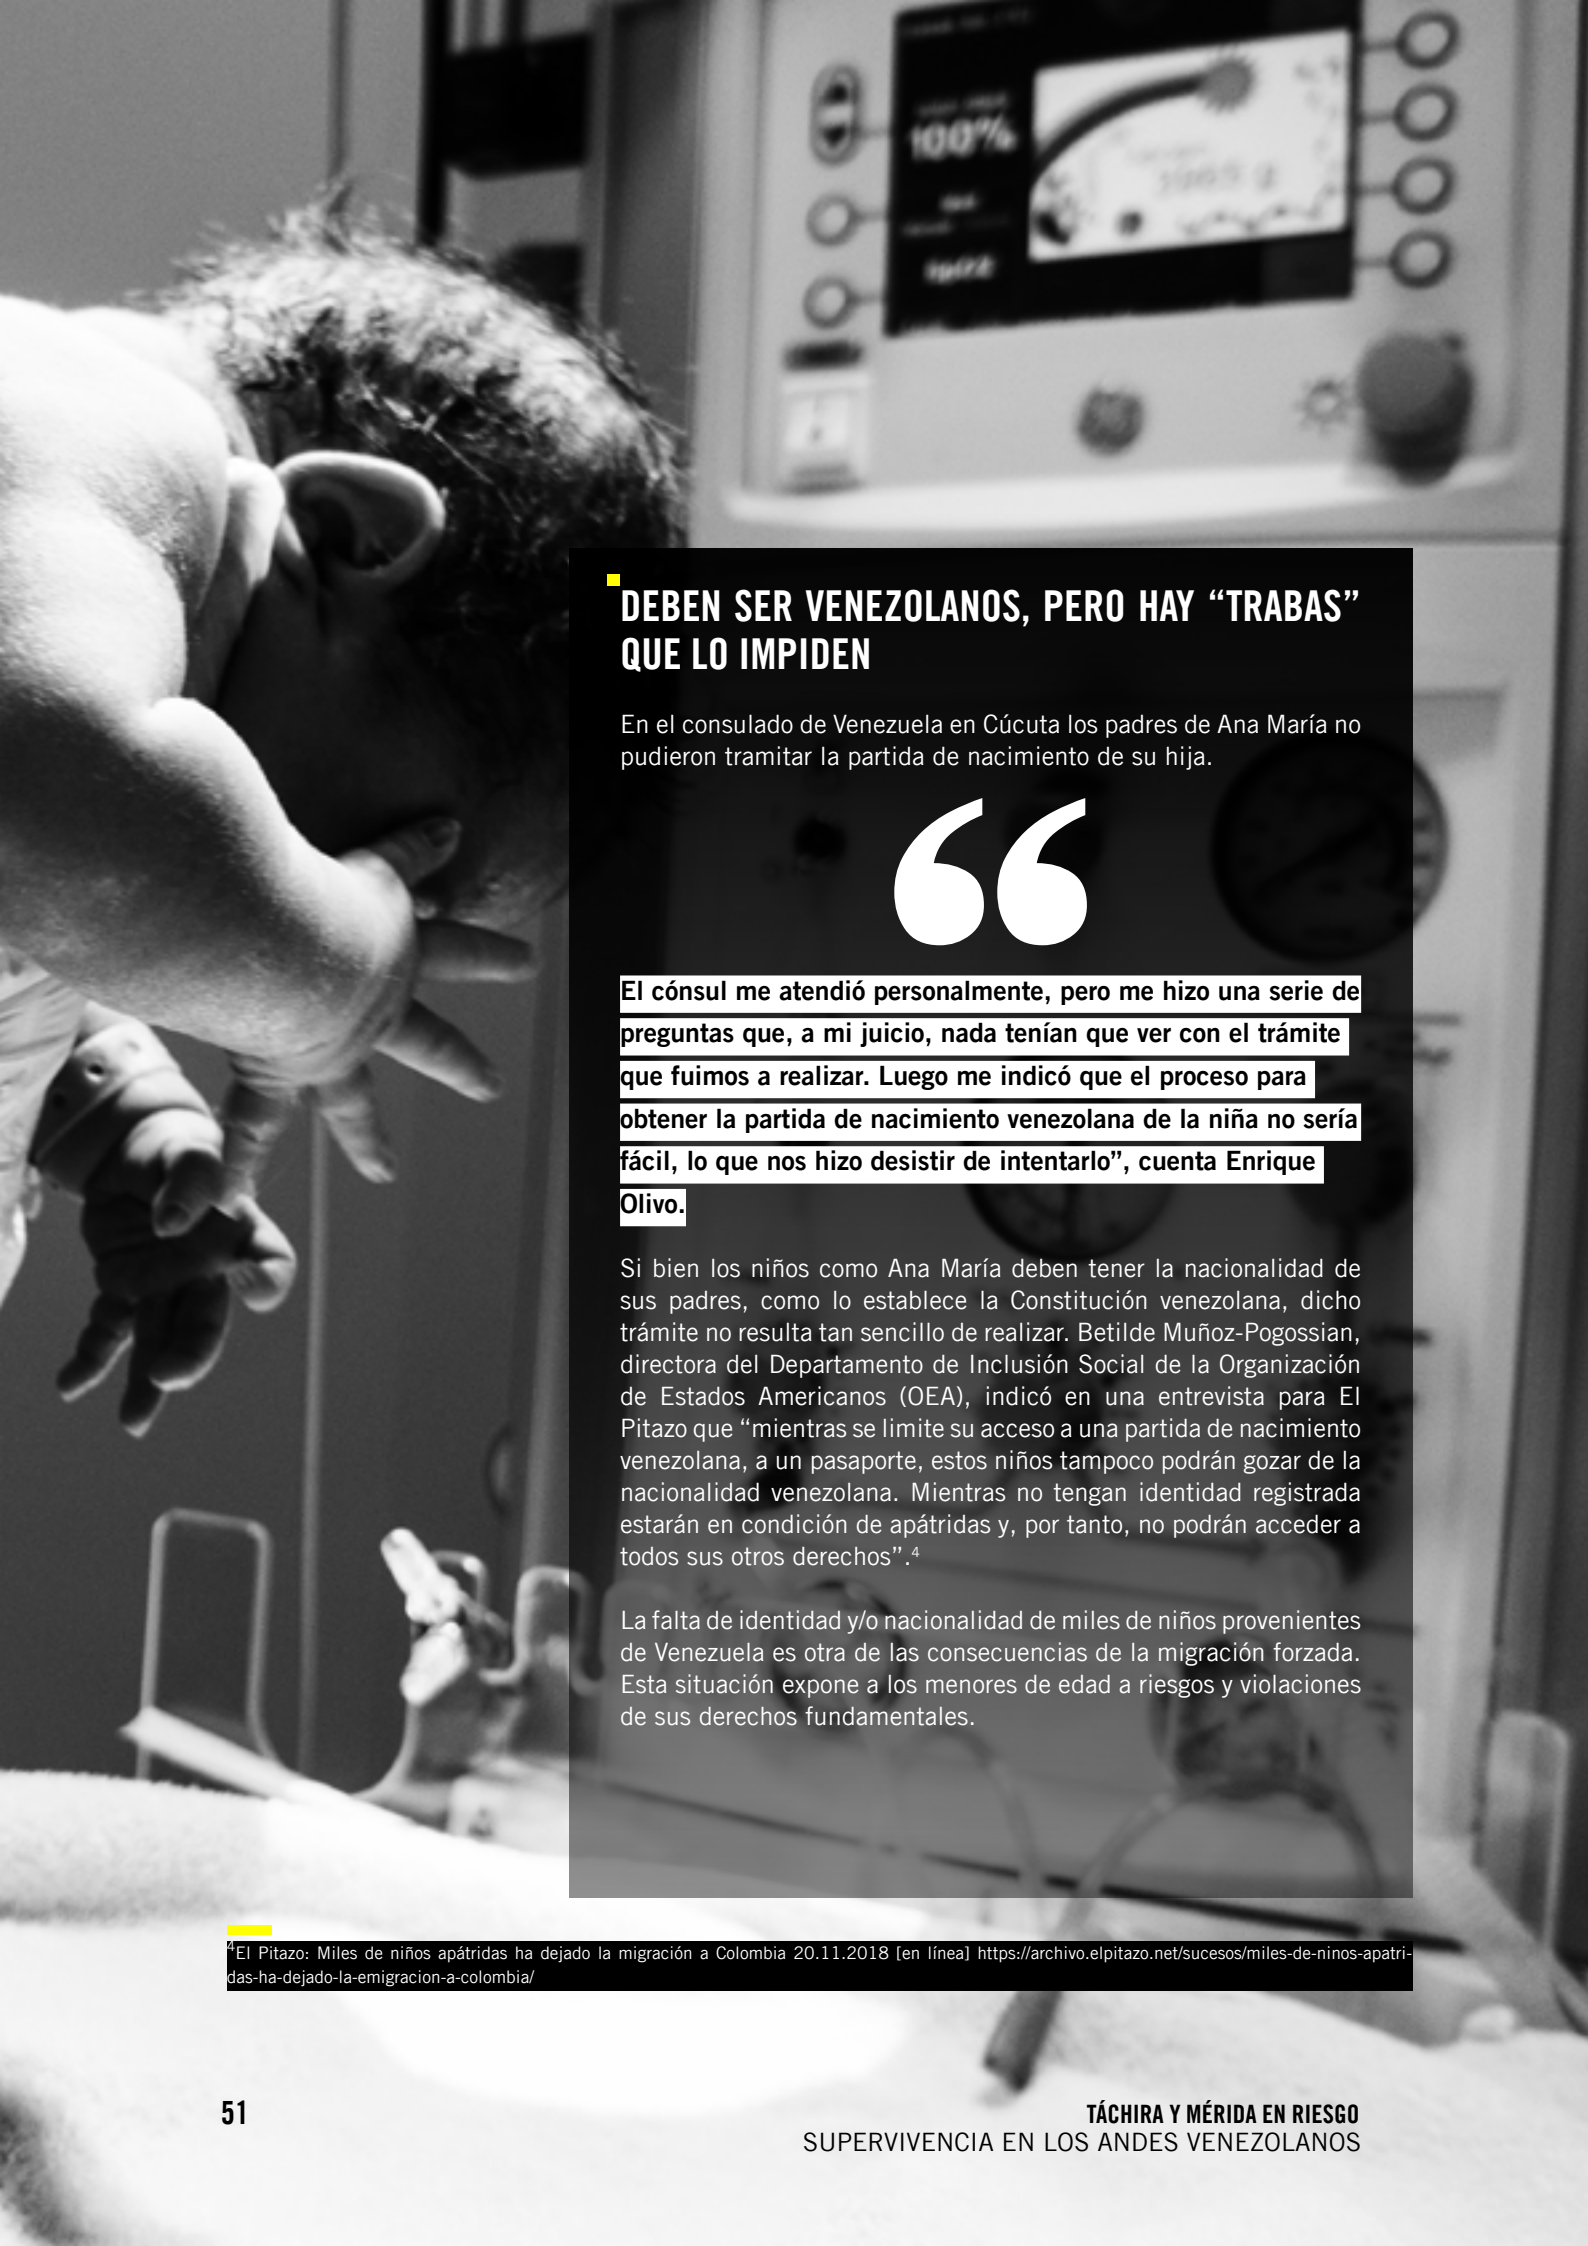 100%
SpO2
DEBEN SER VENEZOLANOS, PERO HAY “TRABAS”
QUE LO IMPIDEN
En el consulado de Venezuela en Cúcuta los padres de Ana María no
pudieron tramitar la partida de nacimiento de su hija.
“
El cónsul me atendió personalmente, pero me hizo una serie de
preguntas que, a mi juicio, nada tenían que ver con el trámite
que fuimos a realizar. Luego me indicó que el proceso para
obtener la partida de nacimiento venezolana de la niña no sería
fácil, lo que nos hizo desistir de intentarlo”, cuenta Enrique
Olivo.
Si bien los niños como Ana María deben tener la nacionalidad de
sus padres, como lo establece la Constitución venezolana, dicho
trámite no resulta tan sencillo de realizar. Betilde Muñoz-Pogossian,
directora del Departamento de Inclusión Social de la Organización
de Estados Americanos (OEA), indicó en una entrevista para El
Pitazo que “mientras se limite su acceso a una partida de nacimiento
venezolana, a un pasaporte, estos niños tampoco podrán gozar de la
nacionalidad venezolana. Mientras no tengan identidad registrada
estarán en condición de apátridas y, por tanto, no podrán acceder a
todos sus otros derechos”.⁴
La falta de identidad y/o nacionalidad de miles de niños provenientes
de Venezuela es otra de las consecuencias de la migración forzada.
Esta situación expone a los menores de edad a riesgos y violaciones
de sus derechos fundamentales.
⁴El Pitazo: Miles de niños apátridas ha dejado la migración a Colombia 20.11.2018 [en línea] https://archivo.elpitazo.net/sucesos/miles-de-ninos-apatri-
das-ha-dejado-la-emigracion-a-colombia/
51
TÁCHIRA Y MÉRIDA EN RIESGO
SUPERVIVENCIA EN LOS ANDES VENEZOLANOS